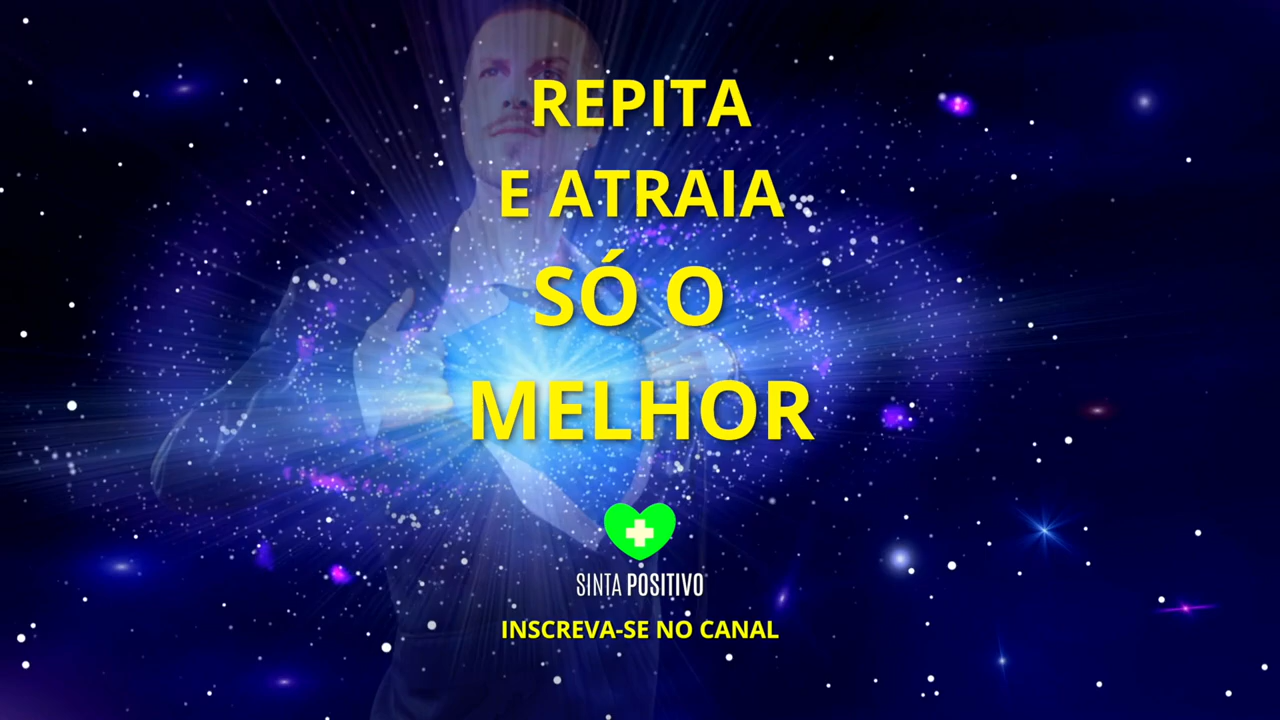 REPITA
E ATRAIA
SÓ O
MELHOR
SINTA POSITIVO
INSCREVA-SE NO CANAL